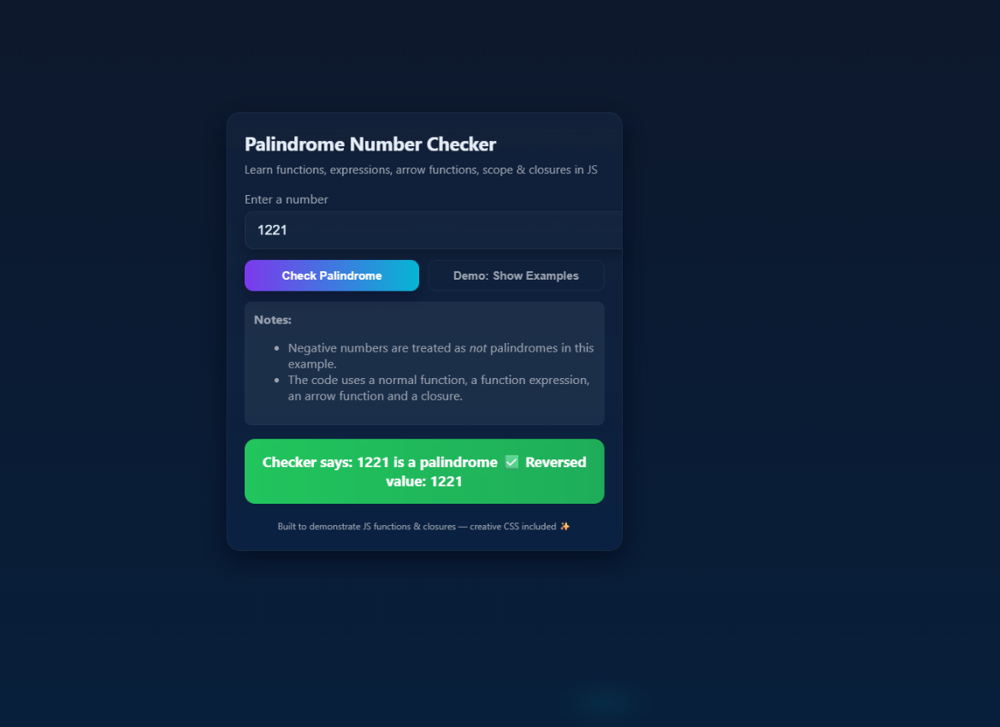 Palindrome Number Checker
Learn functions, expressions, arrow functions, scope & closures in JS
Enter a number
1221
Check Palindrome
Demo: Show Examples
Notes:
• Negative numbers are treated as not palindromes in this
example.
• The code uses a normal function, a function expression,
an arrow function and a closure.
Checker says: 1221 is a palindrome ✅ Reversed
value: 1221
Built to demonstrate JS functions & closures — creative CSS included ✨